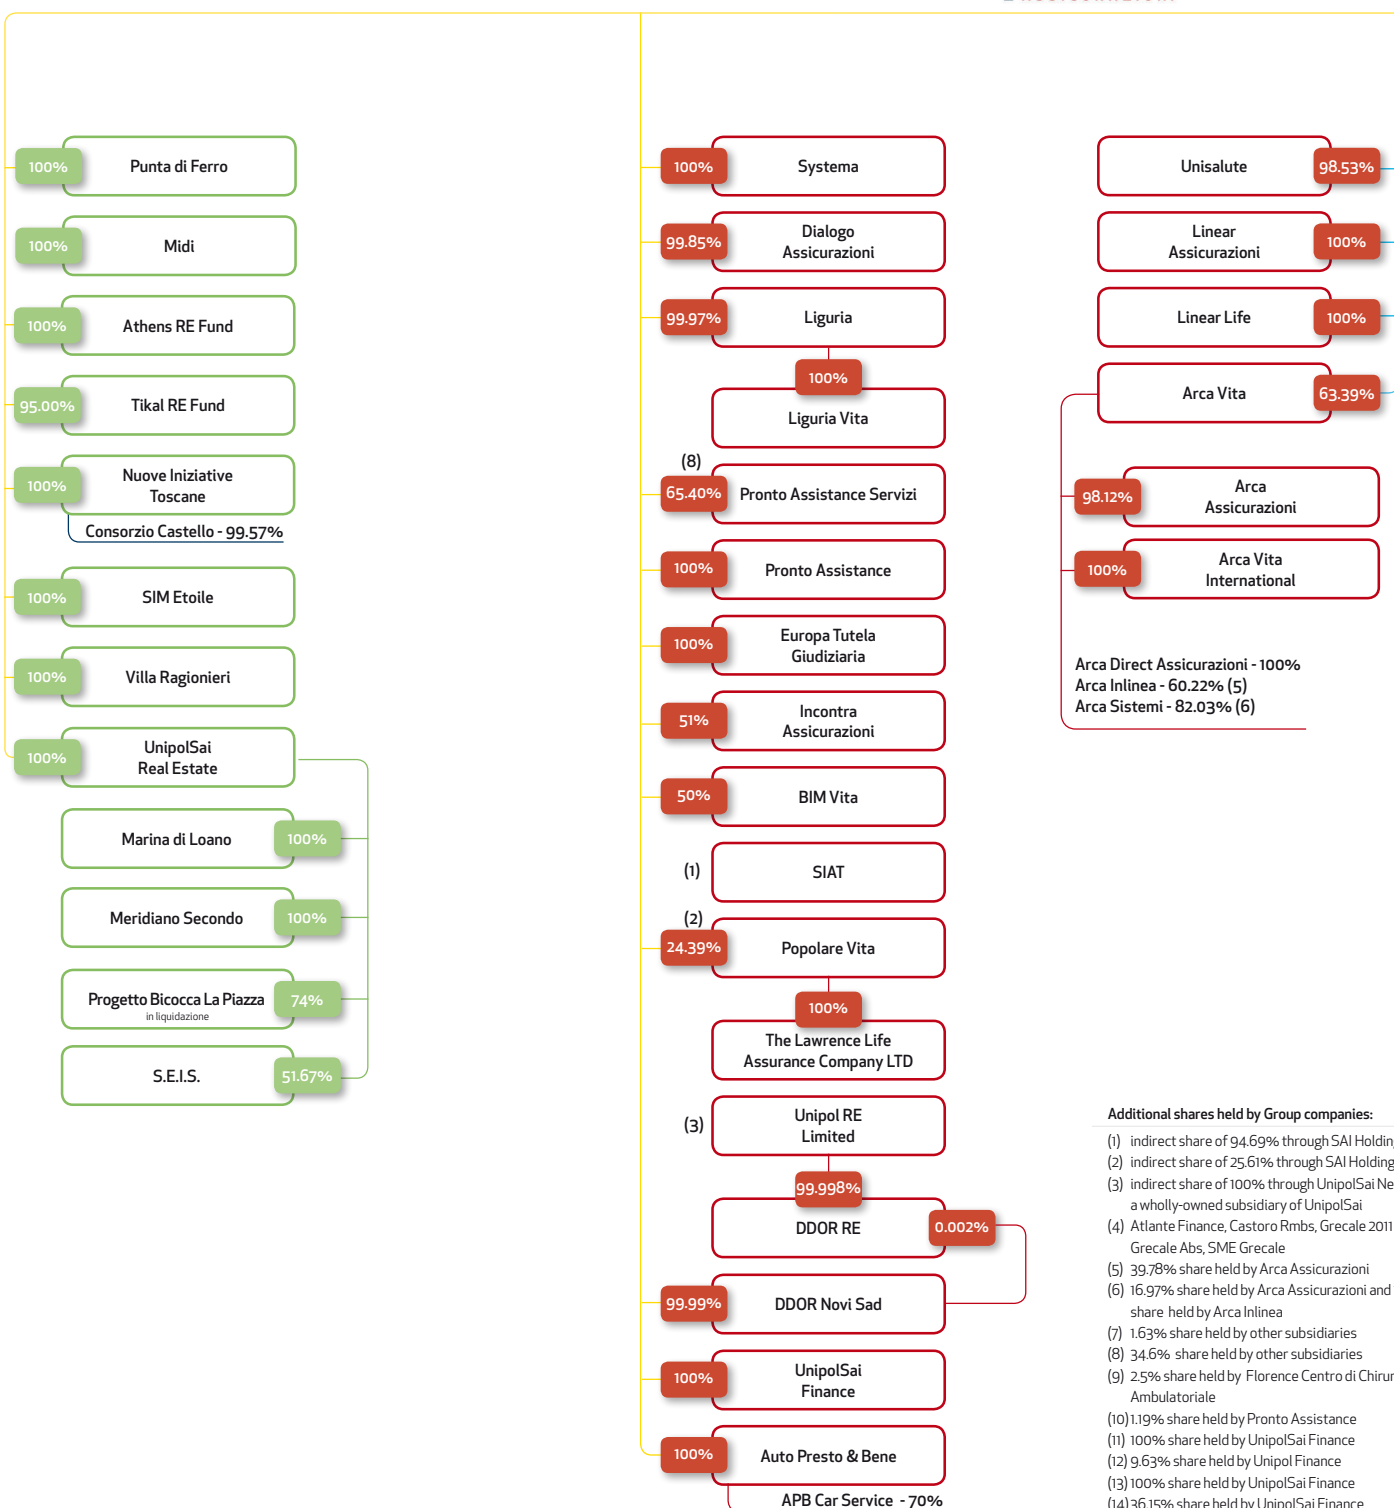 100% Punta di Ferro
100% Midi
100% Athens RE Fund
95.00% Tikal RE Fund
100% Nuove Iniziative
Toscane
Consorzio Castello - 99.57%
100% SIM Etoile
100% Villa Ragionieri
100% UnipolSai
Real Estate
Marina di Loano 100%
Meridiano Secondo 100%
Progetto Bicocca La Piazza 74%
in liquidazione
S.E.I.S. 51.67%
100% Systema
99.85% Dialogo
Assicurazioni
99.97% Liguria
100%
Liguria Vita
(8)
65.40% Pronto Assistance Servizi
100% Pronto Assistance
100% Europa Tutela
Giudiziaria
51% Incontra
Assicurazioni
50% BIM Vita
(1) SIAT
(2)
24.39% Popolare Vita
100%
The Lawrence Life
Assurance Company LTD
(3) Unipol RE
Limited
99.998%
DDOR RE 0.002%
99.99% DDOR Novi Sad
100% UnipolSai
Finance
100% Auto Presto & Bene
APB Car Service - 70%
Unisalute 98.53%
Linear
Assicurazioni 100%
Linear Life 100%
Arca Vita 63.39%
98.12% Arca
Assicurazioni
100% Arca Vita
International
Arca Direct Assicurazioni - 100%
Arca Inlinea - 60.22% (5)
Arca Sistemi - 82.03% (6)
Additional shares held by Group companies:
(1) indirect share of 94.69% through SAI Holdin
(2) indirect share of 25.61% through SAI Holding
(3) indirect share of 100% through UnipolSai Ne
a wholly-owned subsidiary of UnipolSai
(4) Atlante Finance, Castoro Rmbs, Grecale 2011
Grecale Abs, SME Grecale
(5) 39.78% share held by Arca Assicurazioni
(6) 16.97% share held by Arca Assicurazioni and
share held by Arca Inlinea
(7) 1.63% share held by other subsidiaries
(8) 34.6% share held by other subsidiaries
(9) 2.5% share held by Florence Centro di Chirur
Ambulatoriale
(10) 1.19% share held by Pronto Assistance
(11) 100% share held by UnipolSai Finance
(12) 9.63% share held by Unipol Finance
(13) 100% share held by UnipolSai Finance
(14) 36.15% share held by UnipolSai Finance